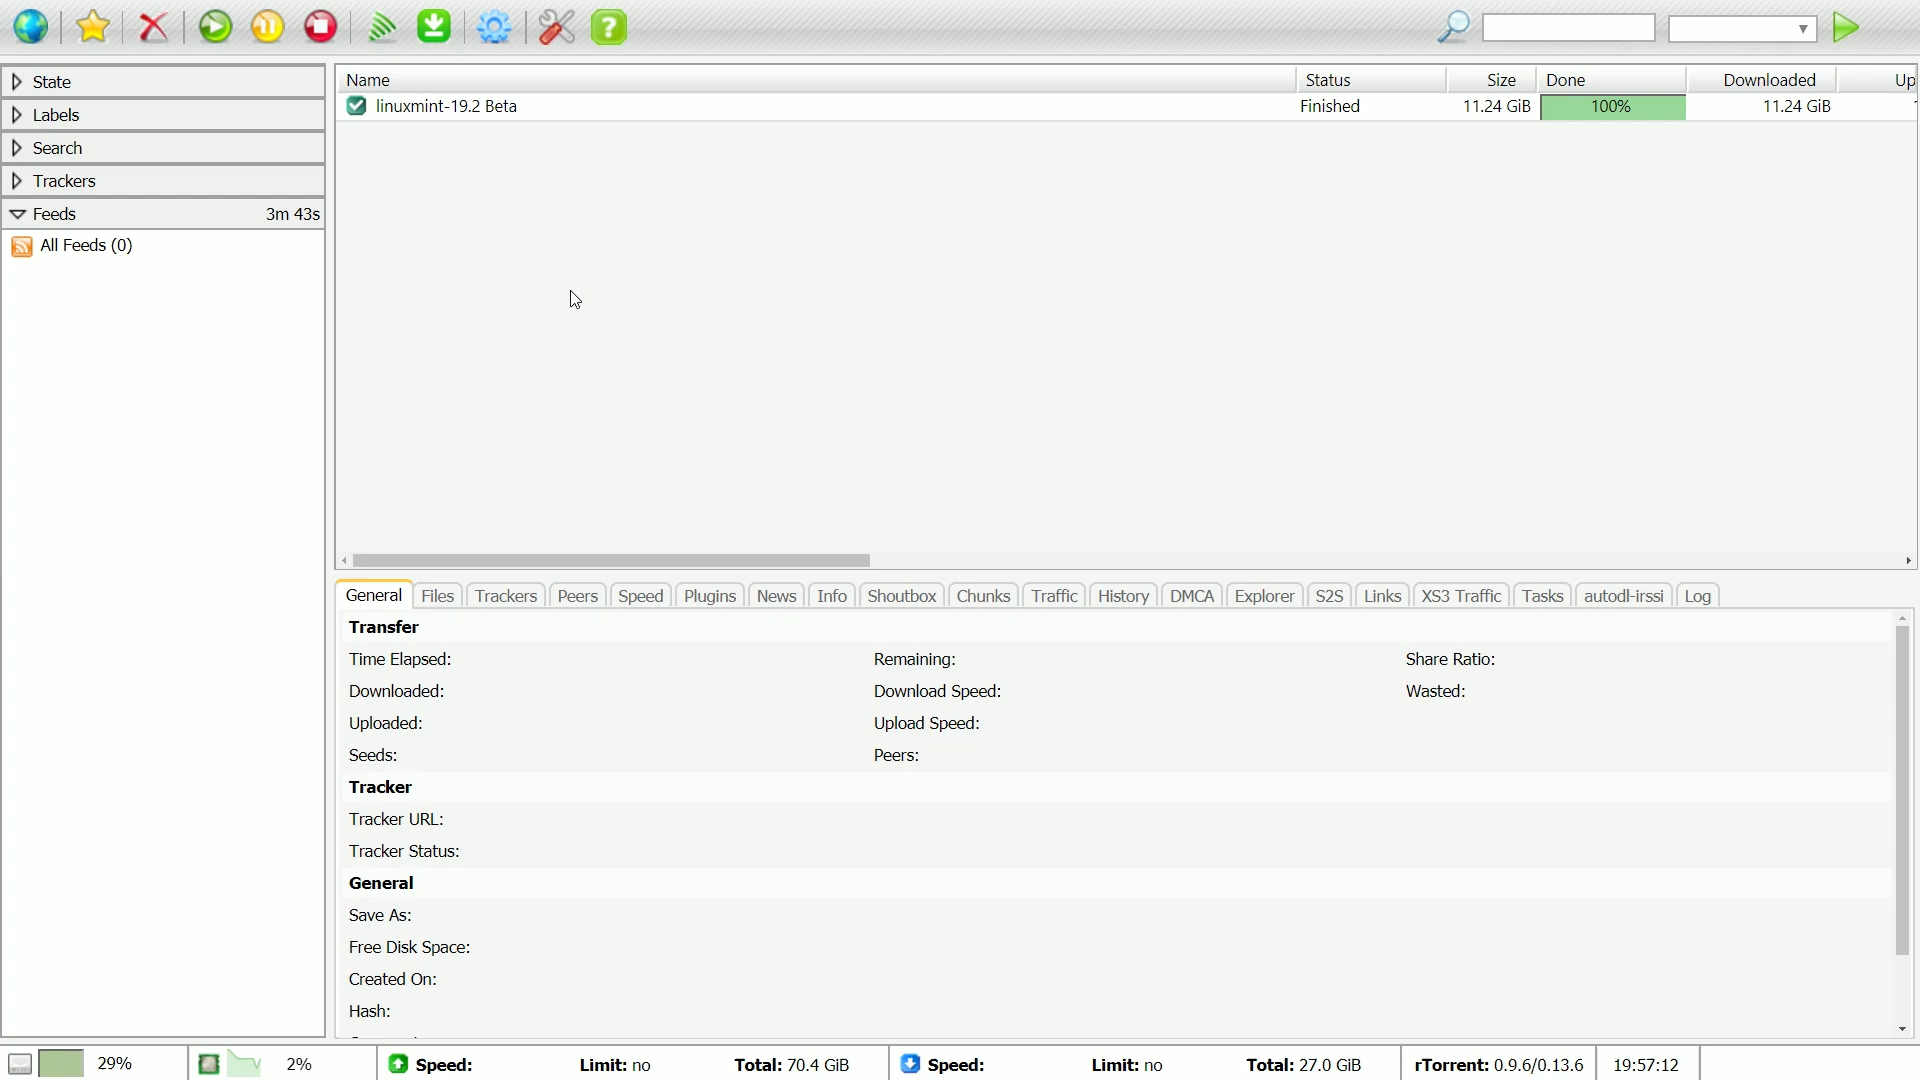 State
Labels
Search
Trackers
Feeds 3m 43s
All Feeds (0)
Name Status Size Done Downloaded Up
linuxmint-19.2 Beta Finished 11.24 GiB 100% 11.24 GiB
General Files Trackers Peers Speed Plugins News Info Shoutbox Chunks Traffic History DMCA Explorer S2S Links XS3 Traffic Tasks autodl-irssi Log
Transfer
Time Elapsed: Remaining: Share Ratio:
Downloaded: Download Speed: Wasted:
Uploaded: Upload Speed:
Seeds: Peers:
Tracker
Tracker URL:
Tracker Status:
General
Save As:
Free Disk Space:
Created On:
Hash:
29% 2% Speed: Limit: no Total: 70.4 GiB Speed: Limit: no Total: 27.0 GiB rTorrent: 0.9.6/0.13.6 19:57:12